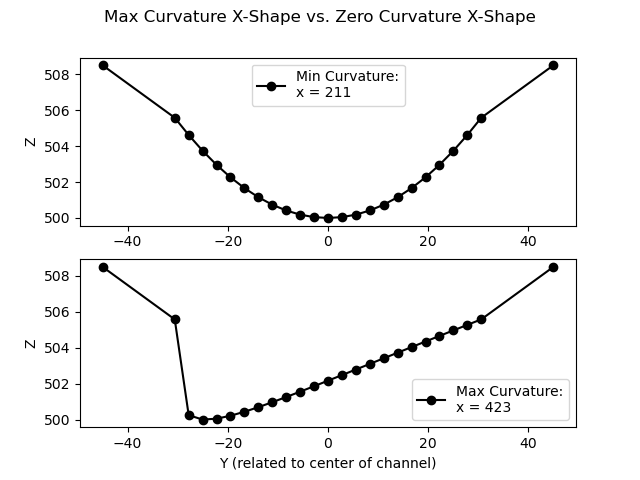 Max Curvature X-Shape vs. Zero Curvature X-Shape
508
506
504
502
500
Z
Min Curvature:
x = 211
−40
−20
0
20
40
508
506
504
502
500
Z
Max Curvature:
x = 423
−40
−20
0
20
40
Y (related to center of channel)